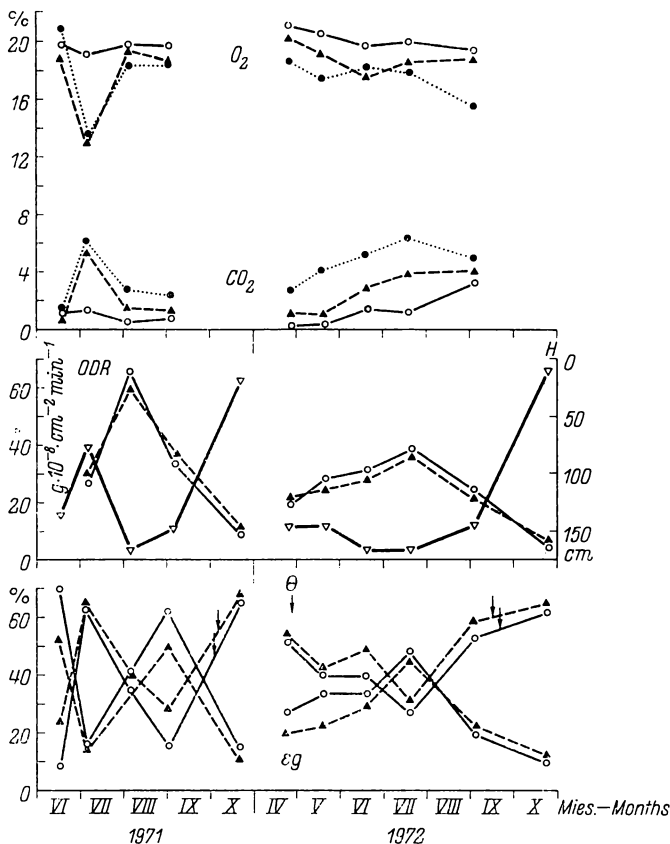 %
20
16
12
8
4
0
O₂
CO₂
ODR
60
40
20
0
g·10⁻⁸·cm⁻² min⁻¹
H
0
50
100
150
cm
%
60
40
20
0
θ
εg
VI VII VIII IX X IV V VI VII VIII IX X Mies.–Months
1971 1972